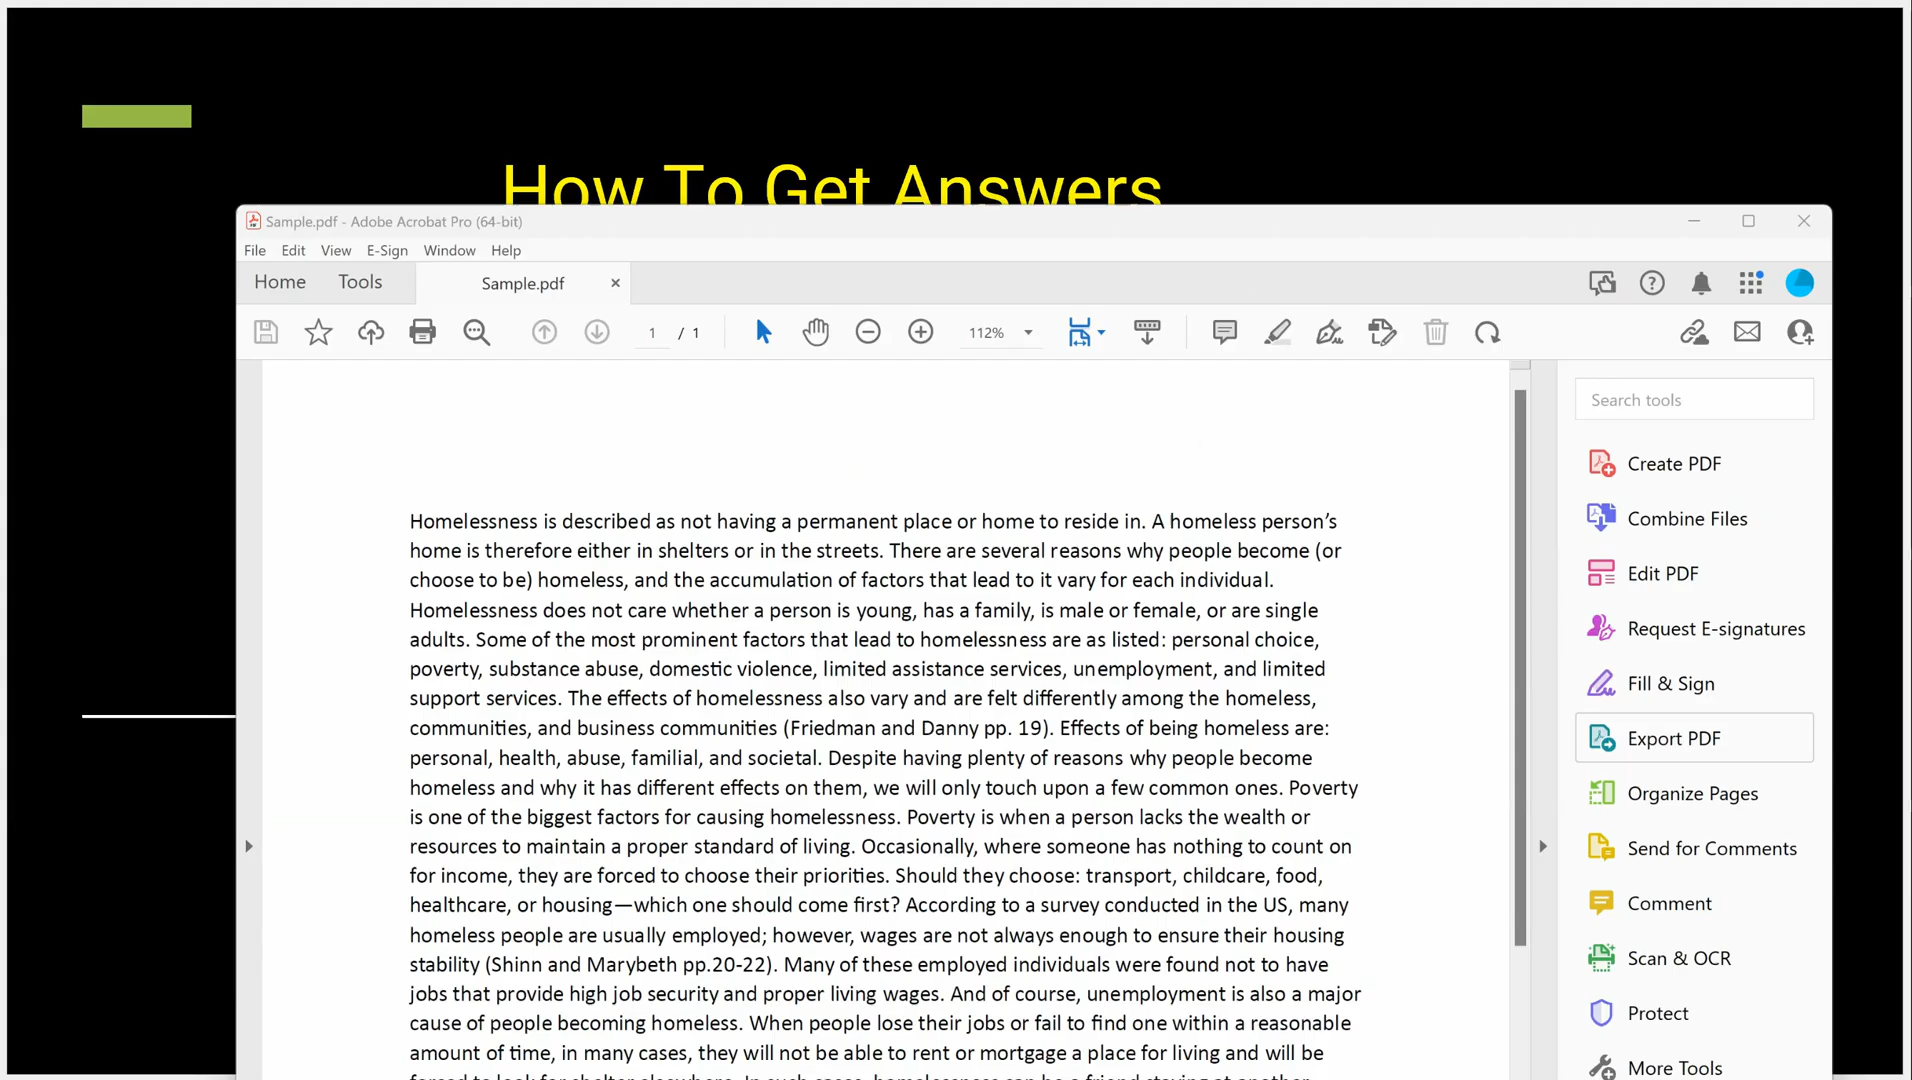 How To Get Answers
Sample.pdf - Adobe Acrobat Pro (64-bit)
File Edit View E-Sign Window Help
Home Tools Sample.pdf
1 / 1 112%
Search tools
Create PDF
Combine Files
Edit PDF
Request E-signatures
Fill & Sign
Export PDF
Organize Pages
Send for Comments
Comment
Scan & OCR
Protect
More Tools
Homelessness is described as not having a permanent place or home to reside in. A homeless person’s
home is therefore either in shelters or in the streets. There are several reasons why people become (or
choose to be) homeless, and the accumulation of factors that lead to it vary for each individual.
Homelessness does not care whether a person is young, has a family, is male or female, or are single
adults. Some of the most prominent factors that lead to homelessness are as listed: personal choice,
poverty, substance abuse, domestic violence, limited assistance services, unemployment, and limited
support services. The effects of homelessness also vary and are felt differently among the homeless,
communities, and business communities (Friedman and Danny pp. 19). Effects of being homeless are:
personal, health, abuse, familial, and societal. Despite having plenty of reasons why people become
homeless and why it has different effects on them, we will only touch upon a few common ones. Poverty
is one of the biggest factors for causing homelessness. Poverty is when a person lacks the wealth or
resources to maintain a proper standard of living. Occasionally, where someone has nothing to count on
for income, they are forced to choose their priorities. Should they choose: transport, childcare, food,
healthcare, or housing—which one should come first? According to a survey conducted in the US, many
homeless people are usually employed; however, wages are not always enough to ensure their housing
stability (Shinn and Marybeth pp.20-22). Many of these employed individuals were found not to have
jobs that provide high job security and proper living wages. And of course, unemployment is also a major
cause of people becoming homeless. When people lose their jobs or fail to find one within a reasonable
amount of time, in many cases, they will not be able to rent or mortgage a place for living and will be